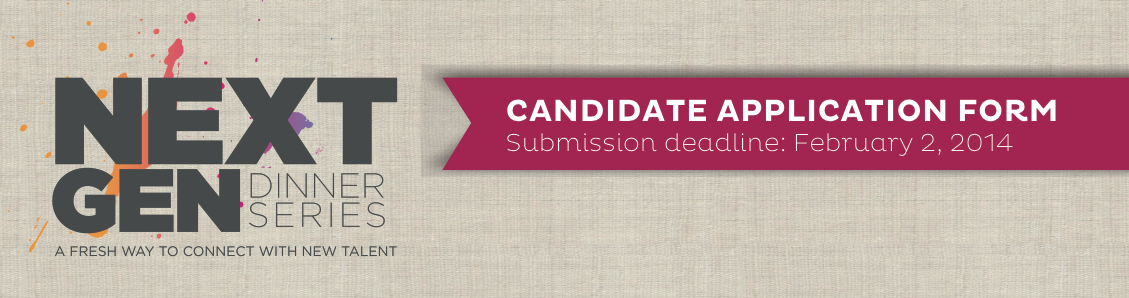 NEXT
GEN DINNER
SERIES
A FRESH WAY TO CONNECT WITH NEW TALENT
CANDIDATE APPLICATION FORM
Submission deadline: February 2, 2014